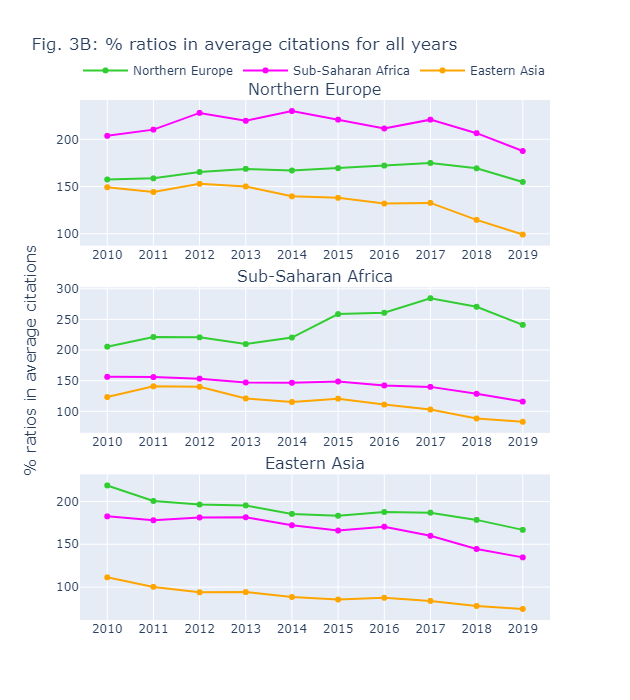 Fig. 3B: % ratios in average citations for all years
Northern Europe Sub-Saharan Africa Eastern Asia
Northern Europe
200
150
100
2010 2011 2012 2013 2014 2015 2016 2017 2018 2019
% ratios in average citations
Sub-Saharan Africa
300
250
200
150
100
2010 2011 2012 2013 2014 2015 2016 2017 2018 2019
Eastern Asia
200
150
100
2010 2011 2012 2013 2014 2015 2016 2017 2018 2019